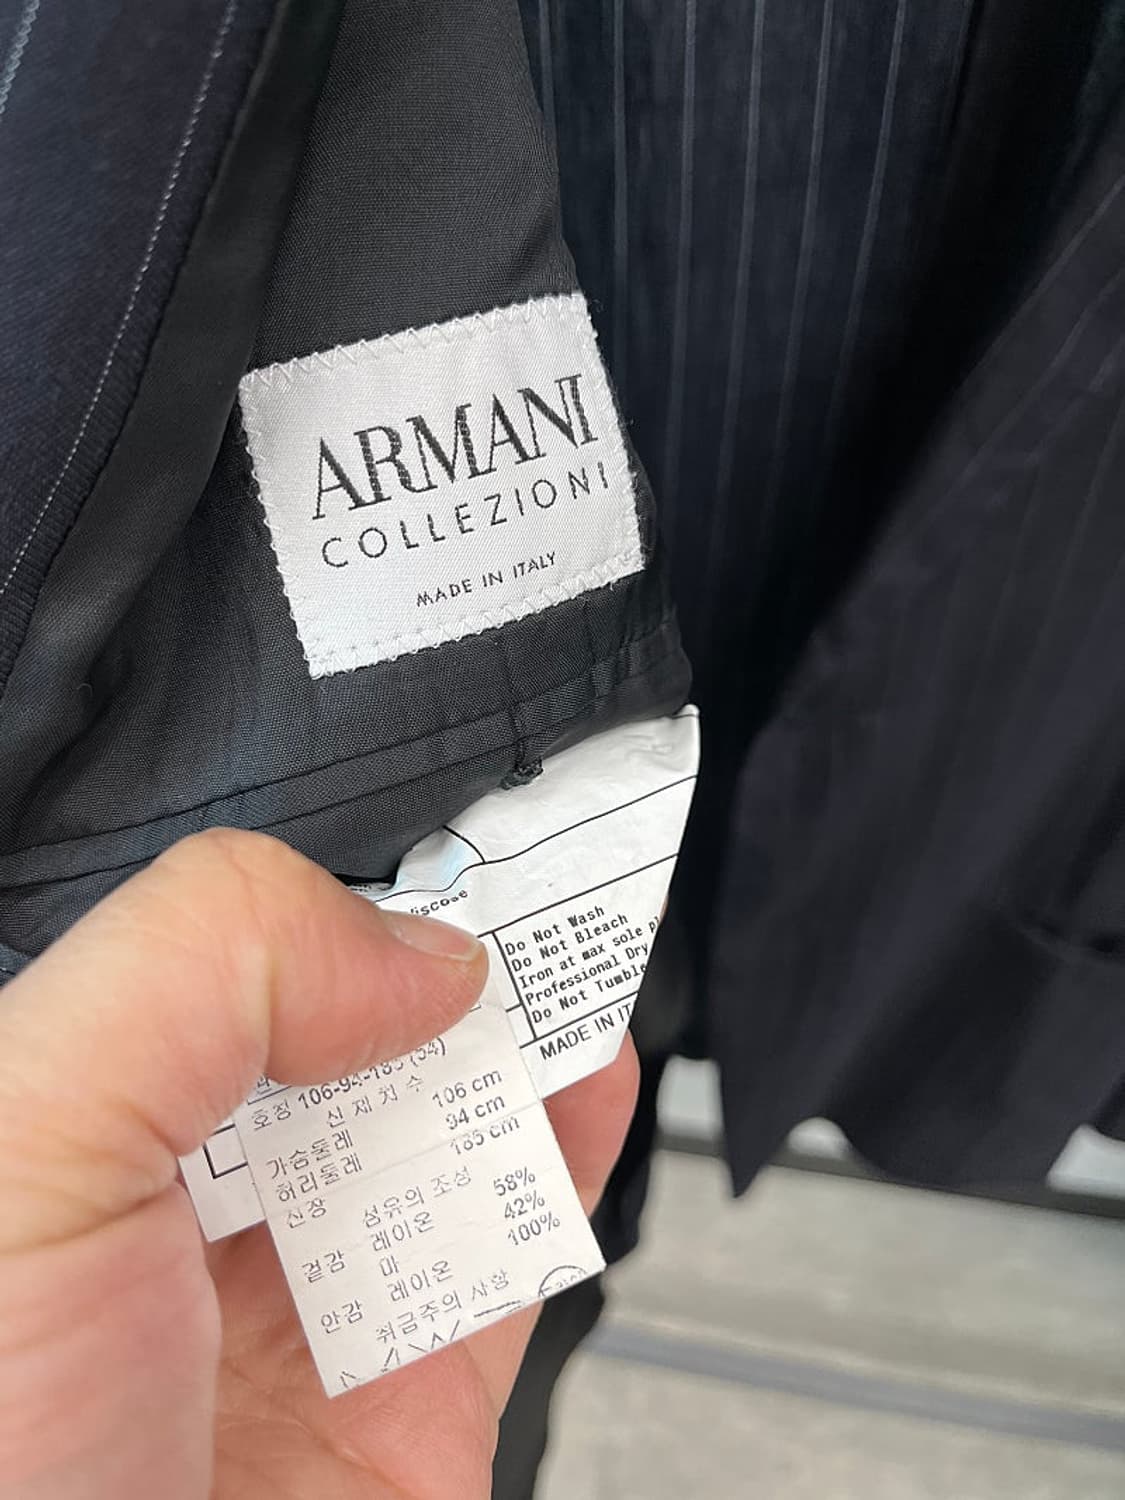 ARMANI
COLLEZIONI
MADE IN ITALY
iscose
Do Not Wash
Do Not Bleach
Iron at max sole pl
Professional Dry
Do Not Tumble
MADE IN IT
호칭 106-94-185 (54)
신체치수
가슴둘레 106 cm
허리둘레 94 cm
신장 185 cm
섬유의 조성
겉감 레이온 58%
마 42%
안감 레이온 100%
취급주의 사항